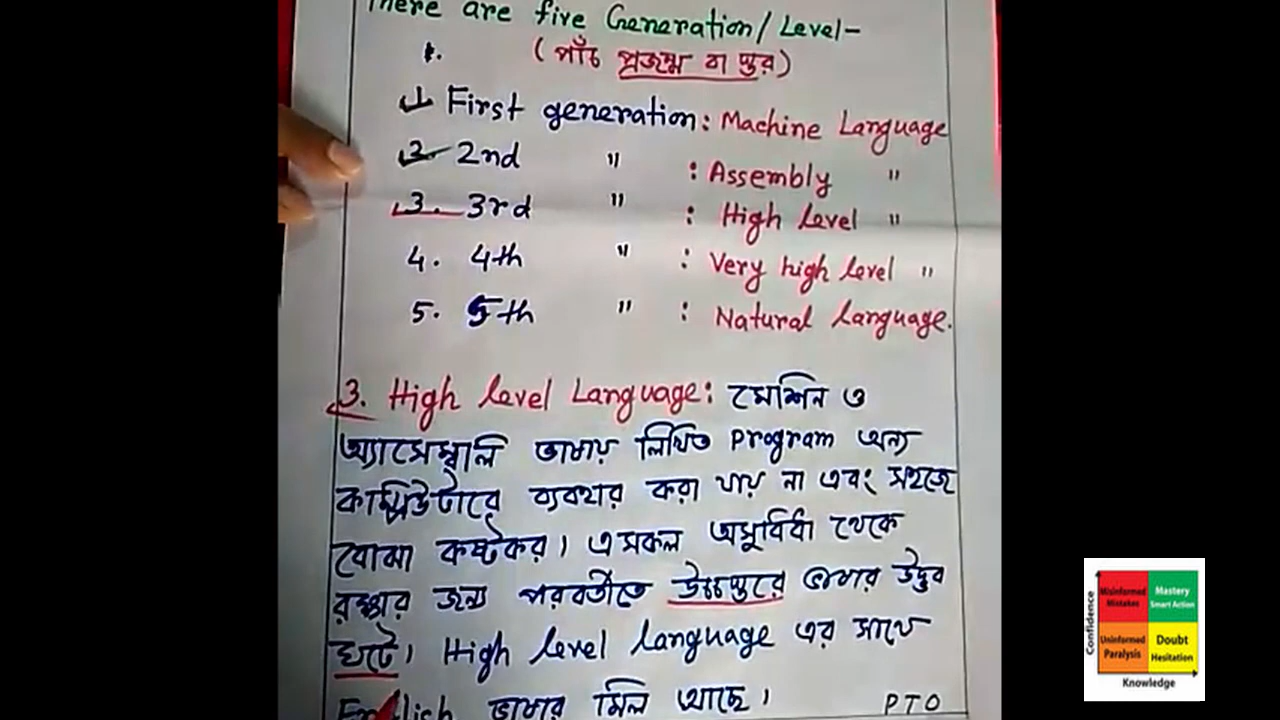 There are five Generation/Level-
1.
(পাঁচ প্রজন্ম বা স্তর)
1 First generation: Machine Language
2. 2nd " : Assembly "
3. 3rd " : High Level "
4. 4th " : Very high level "
5. 5th " : Natural Language.
3. High level Language: মেশিন ও
অ্যাসেম্বলি ভাষায় লিখিত program অন্য
কম্পিউটারে ব্যবহার করা যায় না এবং সহজে
বোঝা কষ্টকর। এ সকল অসুবিধা থেকে
রক্ষার জন্য পরবর্তীতে উচ্চস্তরের ভাষার উদ্ভব
ঘটে। High level language এর সাথে
English ভাষার মিল আছে।
PTO
Confidence
Misinformed
Mistakes
Mastery
Smart Action
Uninformed
Paralysis
Doubt
Hesitation
Knowledge